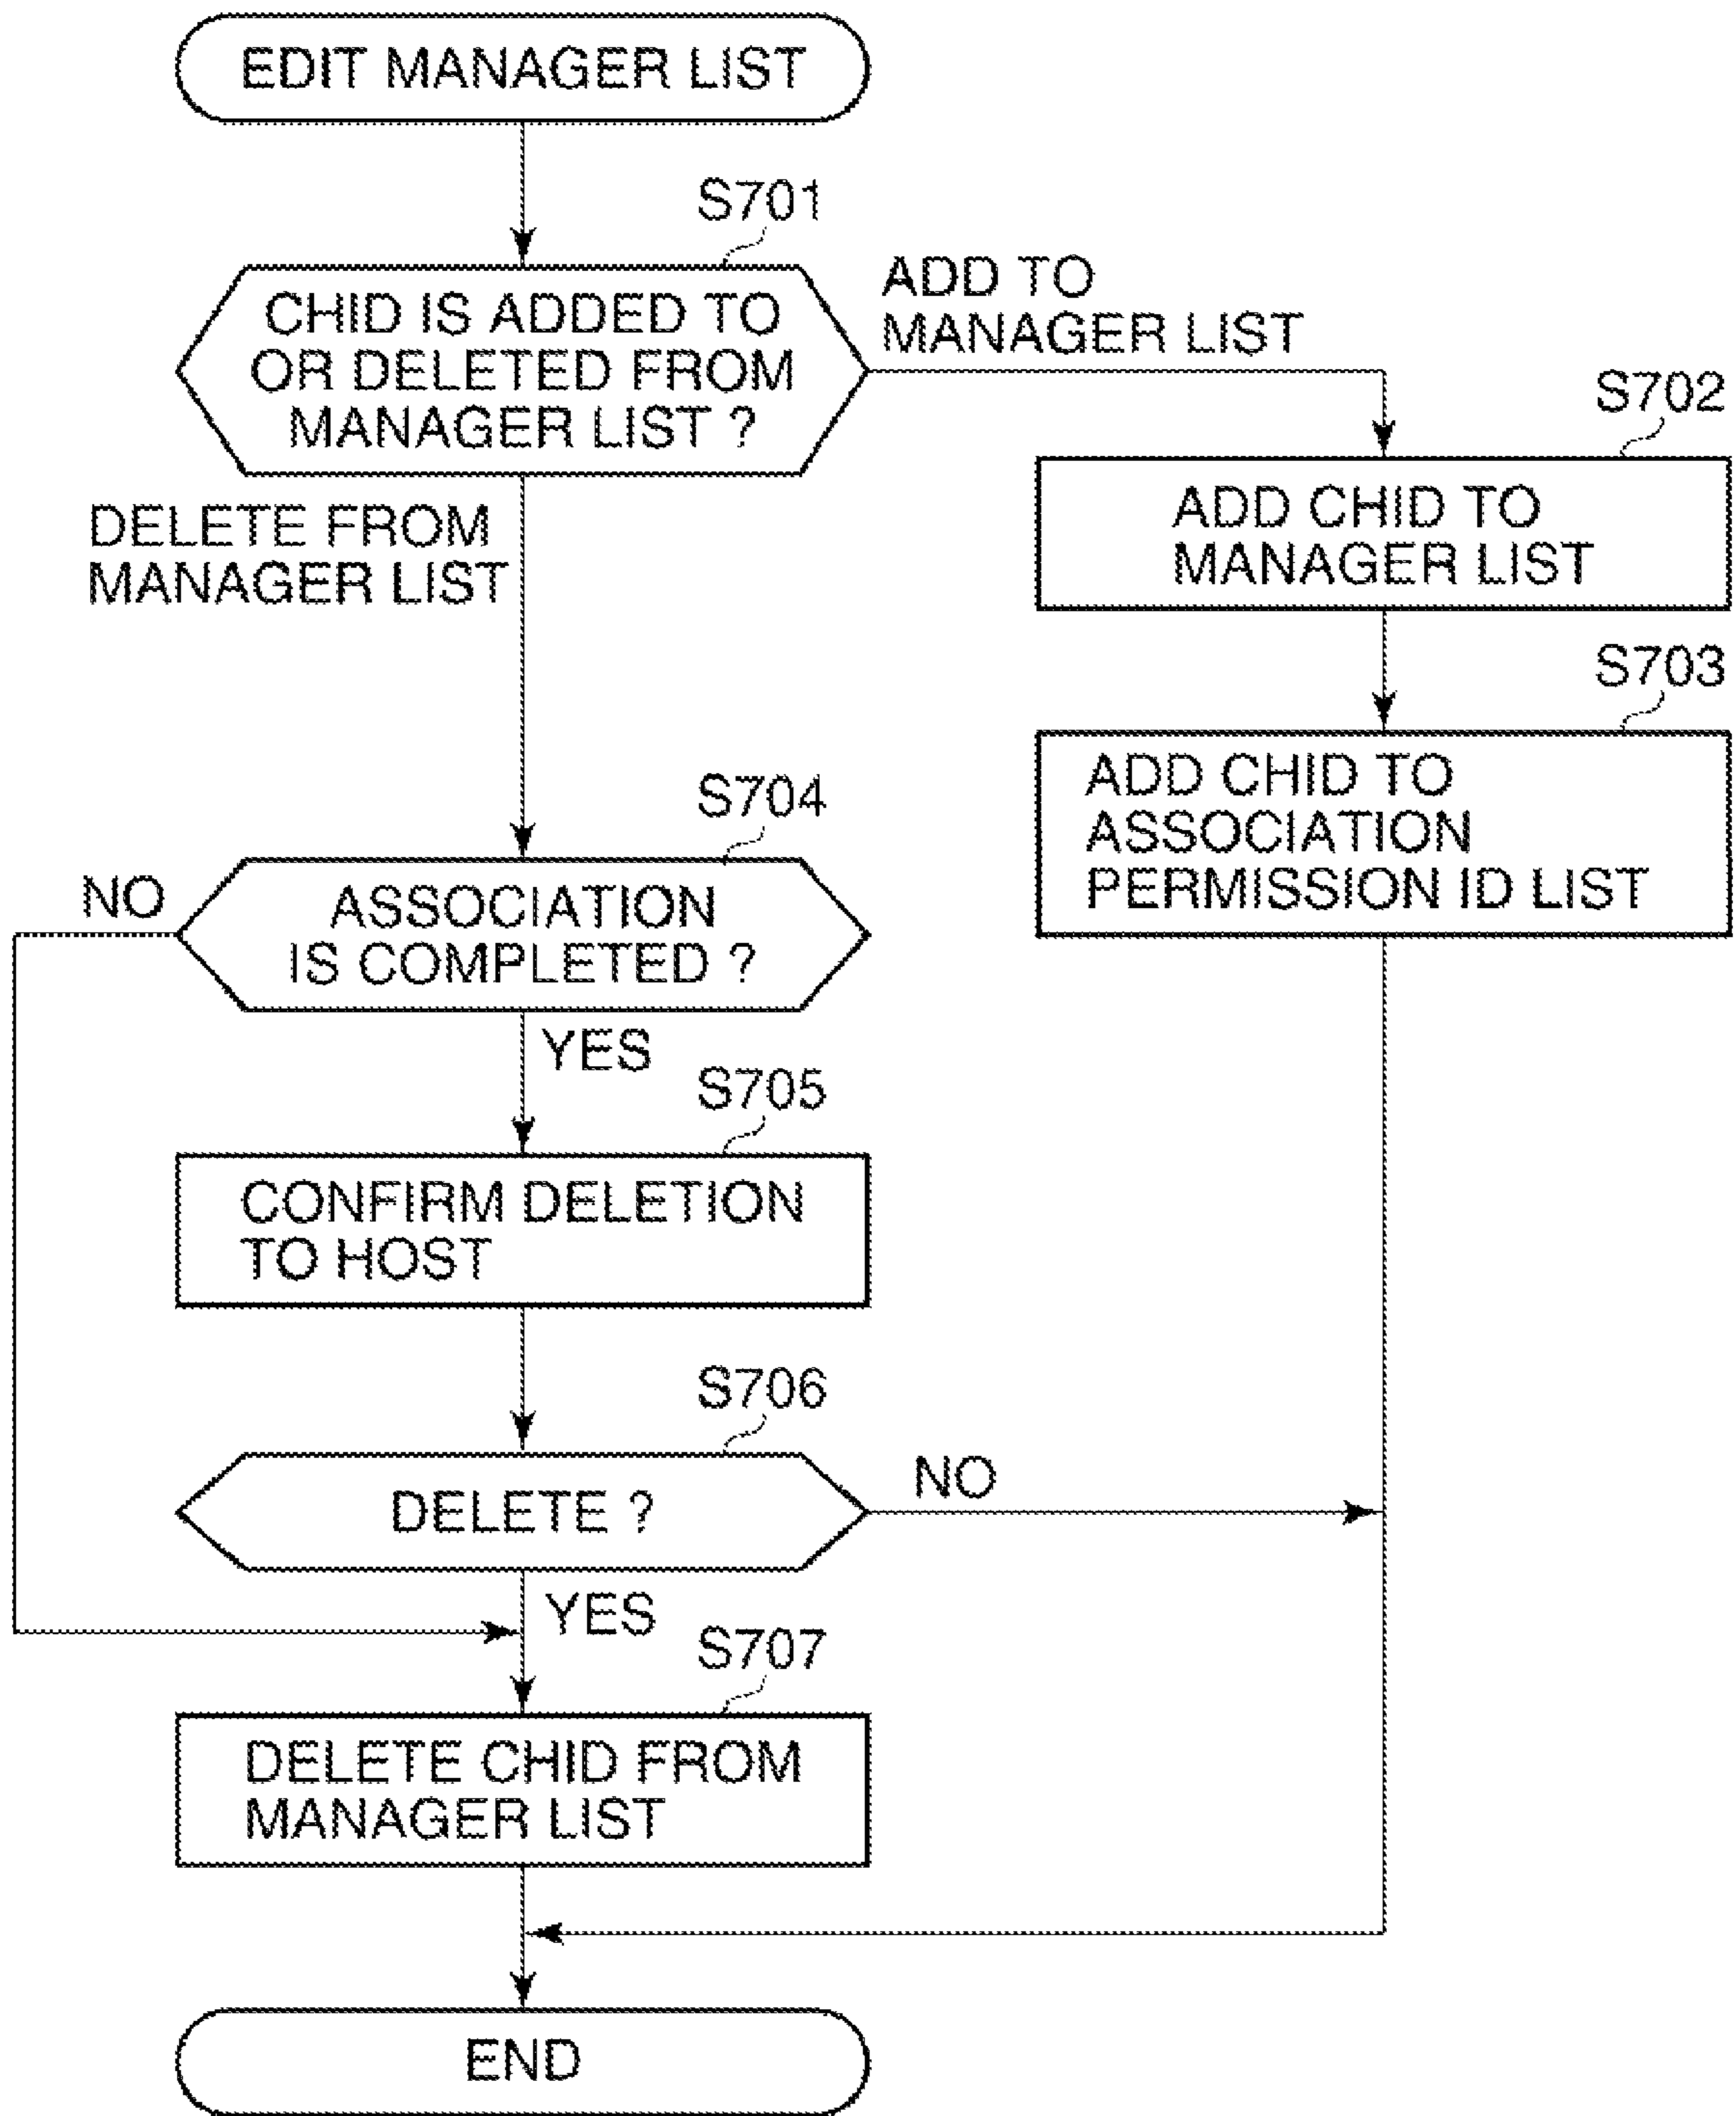 EDIT MANAGER LIST
S701
CHID IS ADDED TO
OR DELETED FROM
MANAGER LIST ?
ADD TO
MANAGER LIST
S702
ADD CHID TO
MANAGER LIST
DELETE FROM
MANAGER LIST
S703
ADD CHID TO
ASSOCIATION
PERMISSION ID LIST
S704
NO
ASSOCIATION
IS COMPLETED ?
YES
S705
CONFIRM DELETION
TO HOST
S706
DELETE ?
NO
YES
S707
DELETE CHID FROM
MANAGER LIST
END